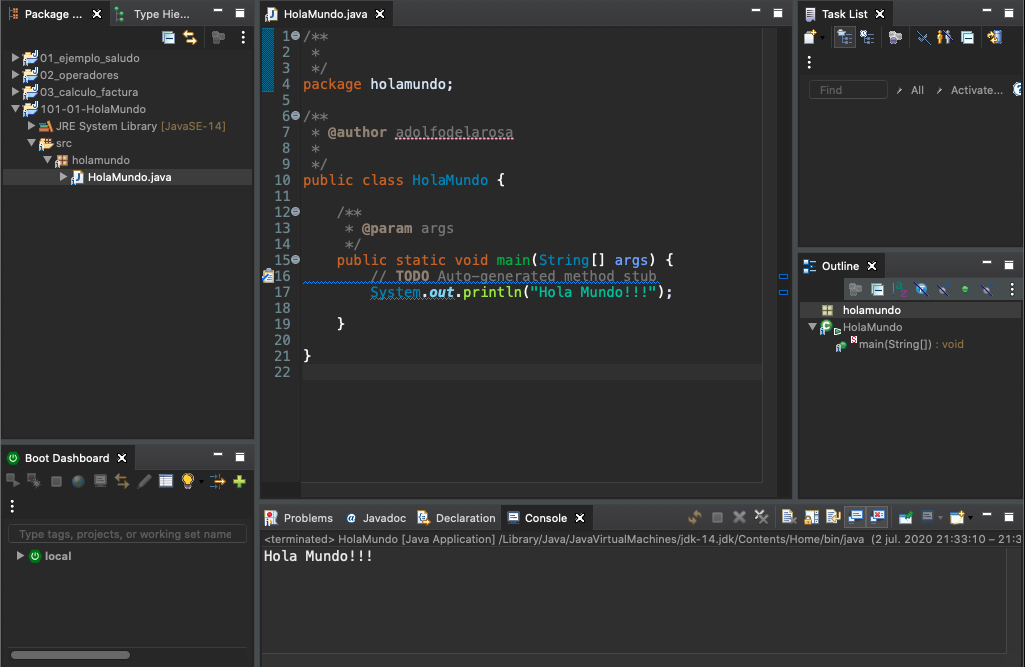 Package ...
Type Hie...
01_ejemplo_saludo
02_operadores
03_calculo_factura
101-01-HolaMundo
JRE System Library [JavaSE-14]
src
holamundo
HolaMundo.java
Boot Dashboard
Type tags, projects, or working set name
local
HolaMundo.java
1 /**
2  *
3  */
4 package holamundo;
5
6 /**
7  * @author adolfodelarosa
8  *
9  */
10 public class HolaMundo {
11
12     /**
13      * @param args
14      */
15     public static void main(String[] args) {
16         // TODO Auto-generated method stub
17         System.out.println("Hola Mundo!!!");
18
19     }
20
21 }
22
Problems @ Javadoc Declaration Console
<terminated> HolaMundo [Java Application] /Library/Java/JavaVirtualMachines/jdk-14.jdk/Contents/Home/bin/java (2 jul. 2020 21:33:10 – 21:3
Hola Mundo!!!
Task List
Find All Activate...
Outline
holamundo
HolaMundo
main(String[]) : void